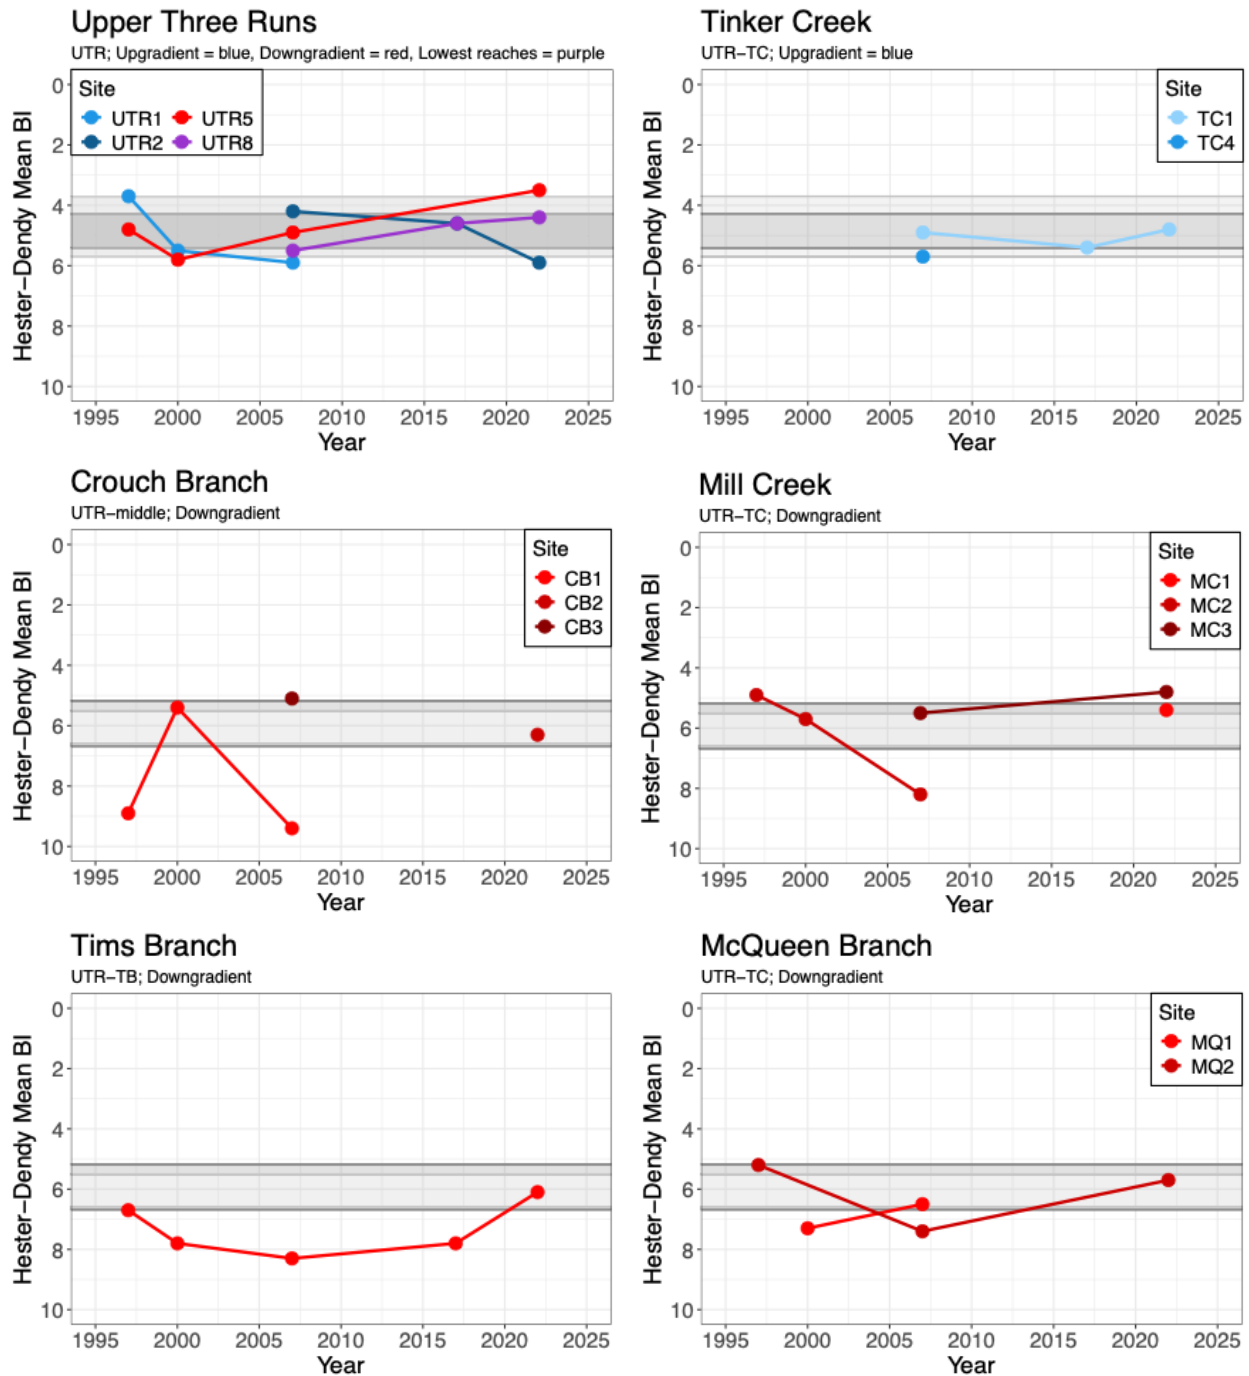 Upper Three Runs
UTR; Upgradient = blue, Downgradient = red, Lowest reaches = purple
Hester−Dendy Mean BI
0
2
4
6
8
10
Site
UTR1 UTR5
UTR2 UTR8
1995 2000 2005 2010 2015 2020 2025
Year
Tinker Creek
UTR−TC; Upgradient = blue
Hester−Dendy Mean BI
0
2
4
6
8
10
Site
TC1
TC4
1995 2000 2005 2010 2015 2020 2025
Year
Crouch Branch
UTR−middle; Downgradient
Hester−Dendy Mean BI
0
2
4
6
8
10
Site
CB1
CB2
CB3
1995 2000 2005 2010 2015 2020 2025
Year
Mill Creek
UTR−TC; Downgradient
Hester−Dendy Mean BI
0
2
4
6
8
10
Site
MC1
MC2
MC3
1995 2000 2005 2010 2015 2020 2025
Year
Tims Branch
UTR−TB; Downgradient
Hester−Dendy Mean BI
0
2
4
6
8
10
1995 2000 2005 2010 2015 2020 2025
Year
McQueen Branch
UTR−TC; Downgradient
Hester−Dendy Mean BI
0
2
4
6
8
10
Site
MQ1
MQ2
1995 2000 2005 2010 2015 2020 2025
Year